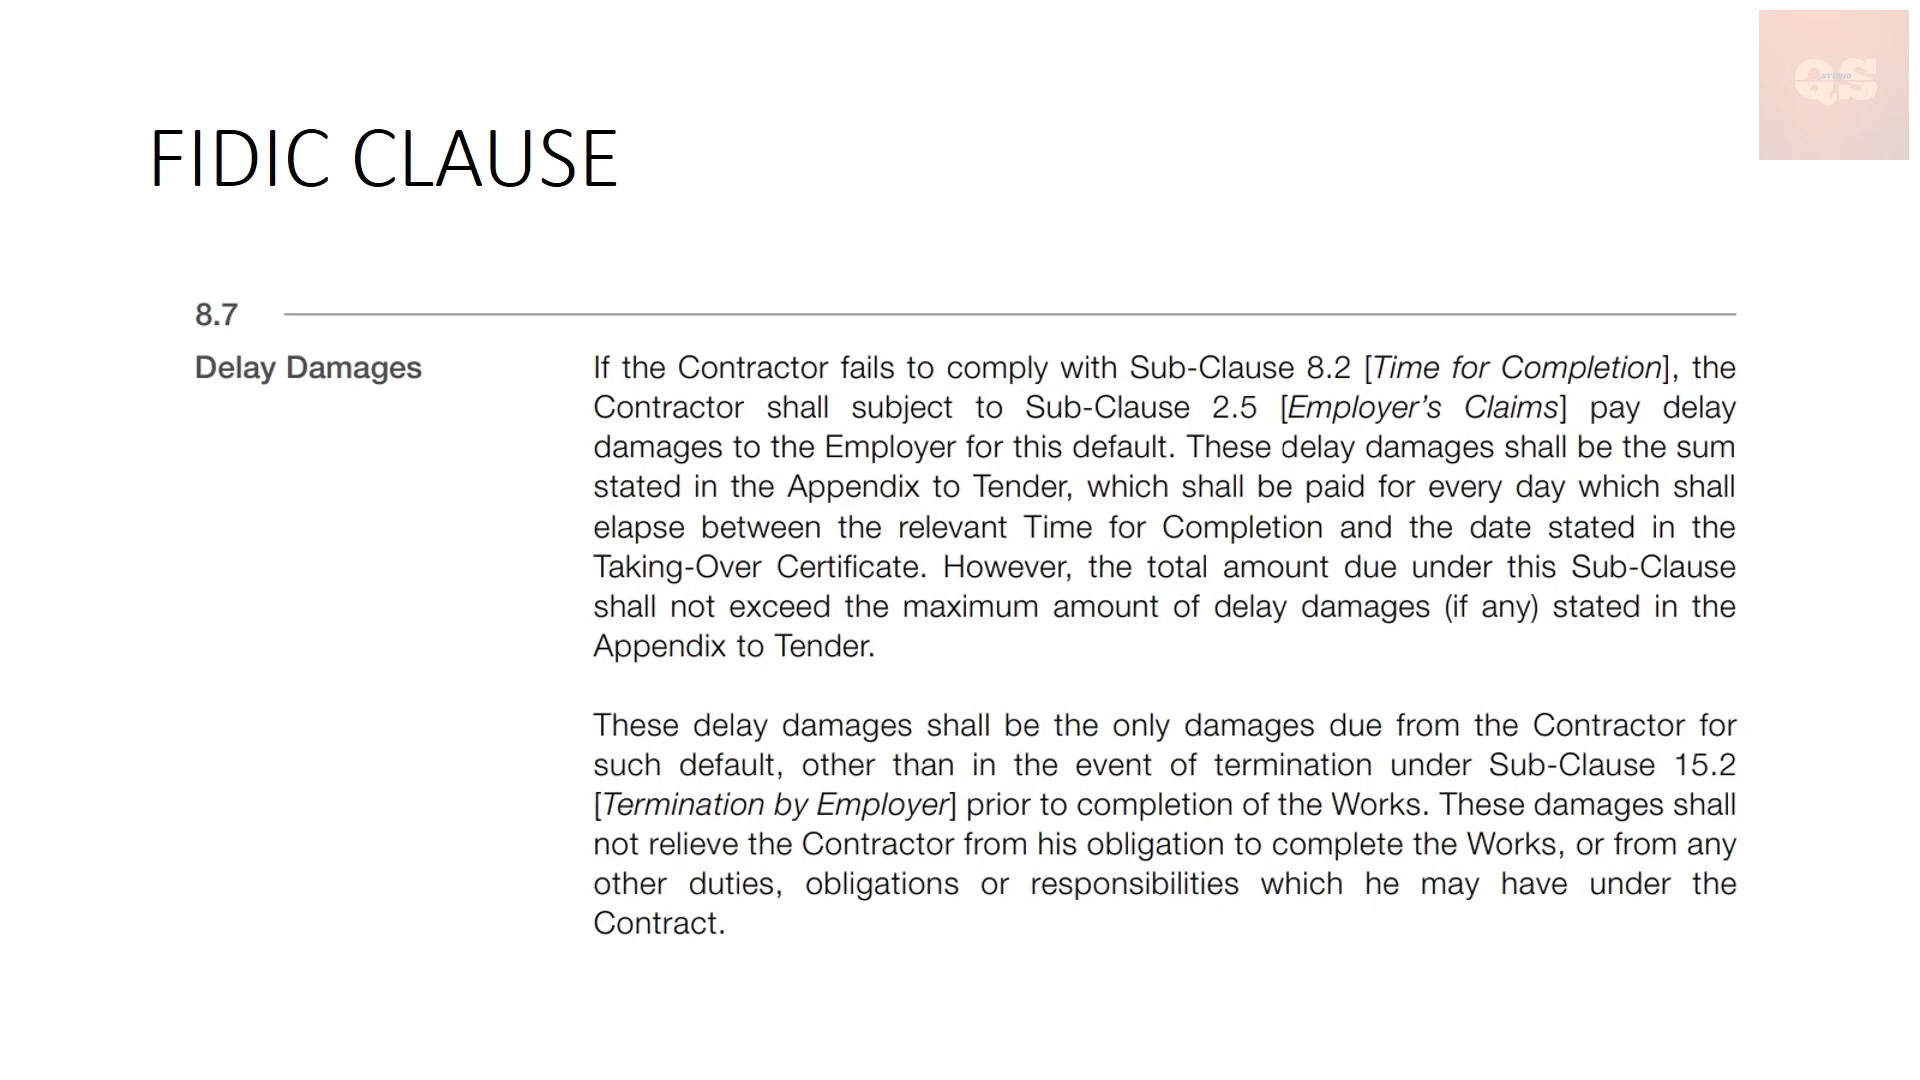 QS
STUDIO
FIDIC CLAUSE
8.7
Delay Damages
If the Contractor fails to comply with Sub-Clause 8.2 [Time for Completion], the
Contractor shall subject to Sub-Clause 2.5 [Employer’s Claims] pay delay
damages to the Employer for this default. These delay damages shall be the sum
stated in the Appendix to Tender, which shall be paid for every day which shall
elapse between the relevant Time for Completion and the date stated in the
Taking-Over Certificate. However, the total amount due under this Sub-Clause
shall not exceed the maximum amount of delay damages (if any) stated in the
Appendix to Tender.
These delay damages shall be the only damages due from the Contractor for
such default, other than in the event of termination under Sub-Clause 15.2
[Termination by Employer] prior to completion of the Works. These damages shall
not relieve the Contractor from his obligation to complete the Works, or from any
other duties, obligations or responsibilities which he may have under the
Contract.